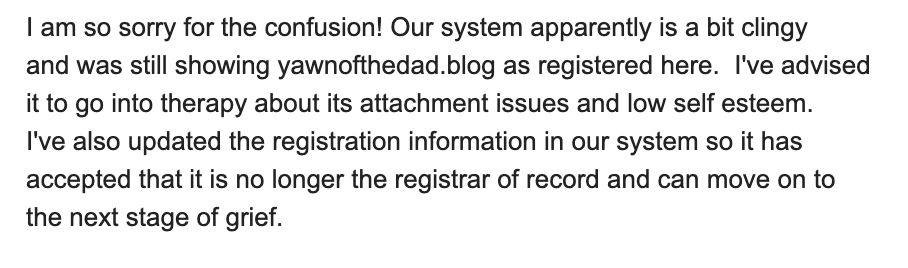 I am so sorry for the confusion! Our system apparently is a bit clingy
and was still showing yawnofthedad.blog as registered here.  I've advised
it to go into therapy about its attachment issues and low self esteem.
I've also updated the registration information in our system so it has
accepted that it is no longer the registrar of record and can move on to
the next stage of grief.